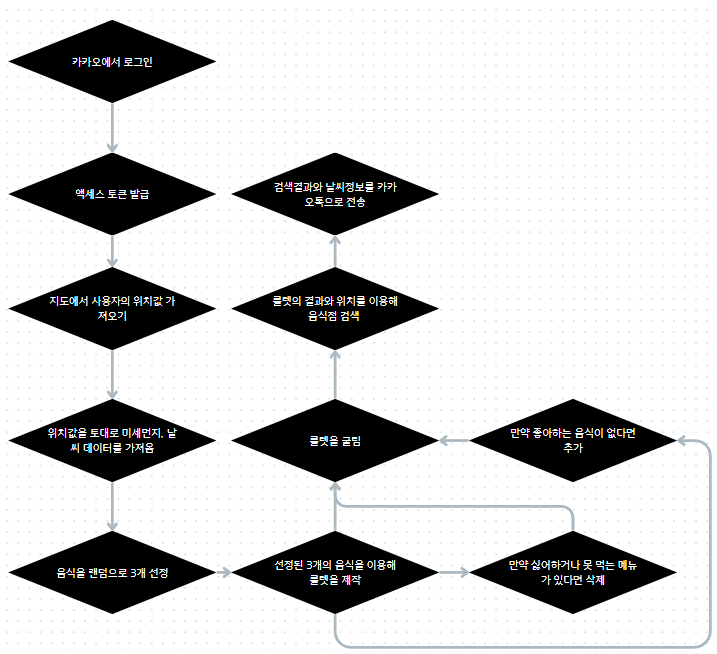 카카오에서 로그인
액세스 토큰 발급
검색결과와 날씨정보를 카카
오톡으로 전송
지도에서 사용자의 위치값 가
져오기
룰렛의 결과와 위치를 이용해
음식점 검색
위치값을 토대로 미세먼지, 날
씨 데이터를 가져옴
룰렛을 굴림
만약 좋아하는 음식이 없다면
추가
음식을 랜덤으로 3개 선정
선정된 3개의 음식을 이용해
룰렛을 제작
만약 싫어하거나 못 먹는 메뉴
가 있다면 삭제